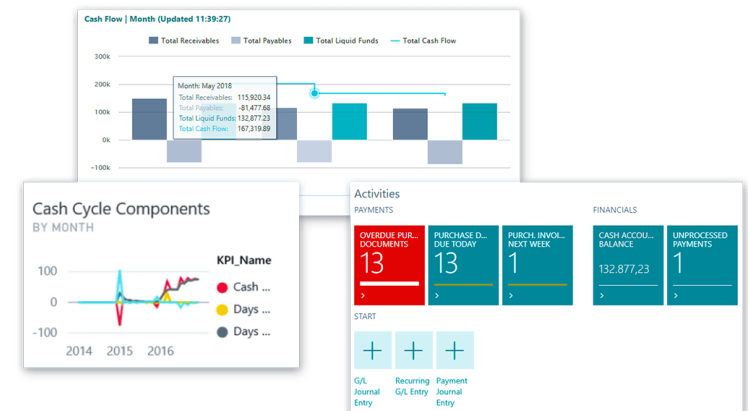 Cash Flow | Month (Updated 11:39:27)
Total Receivables Total Payables Total Liquid Funds Total Cash Flow
300k
200k
100k
0k
-100k
Month: May 2018
Total Receivables: 115,920.34
Total Payables: -81,477.68
Total Liquid Funds: 132,877.23
Total Cash Flow: 167,319.89
Cash Cycle Components
BY MONTH
100
0
-100
2014 2015 2016
KPI_Name
Cash ...
Days ...
Days ...
Activities
PAYMENTS
OVERDUE PUR...
DOCUMENTS
13
>
PURCHASE D...
DUE TODAY
13
>
PURCH. INVOI...
NEXT WEEK
1
>
FINANCIALS
CASH ACCOU...
BALANCE
132.877,23
>
UNPROCESSED
PAYMENTS
1
>
START
G/L
Journal
Entry
Recurring
G/L Entry
Payment
Journal
Entry